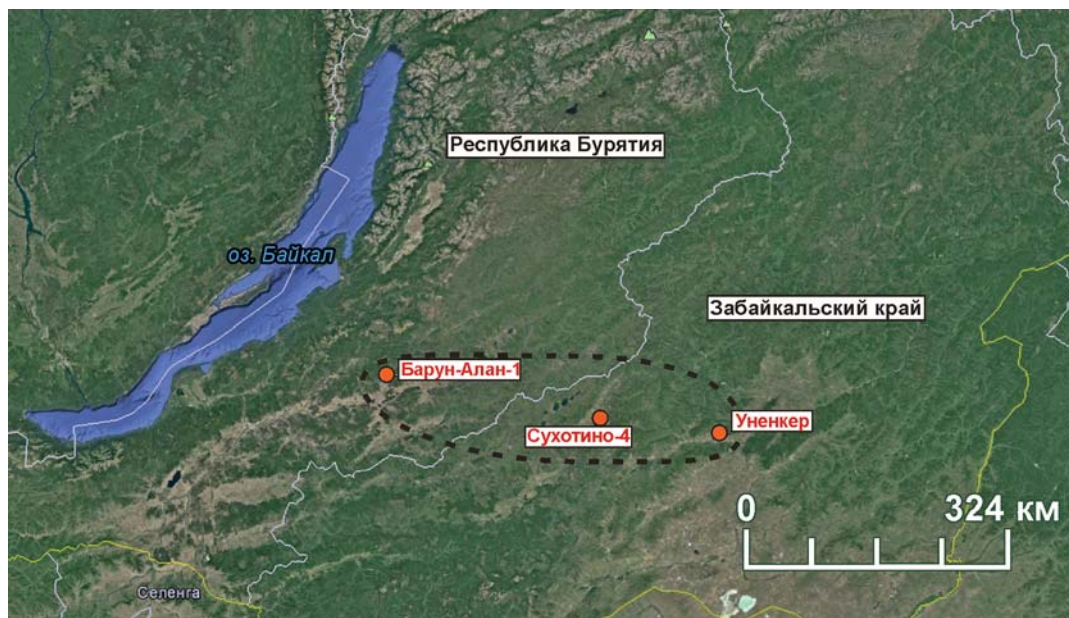 Республика Бурятия
оз. Байкал
Забайкальский край
Барун-Алан-1
Сухотино-4
Уненкер
0 324 км
Селенга